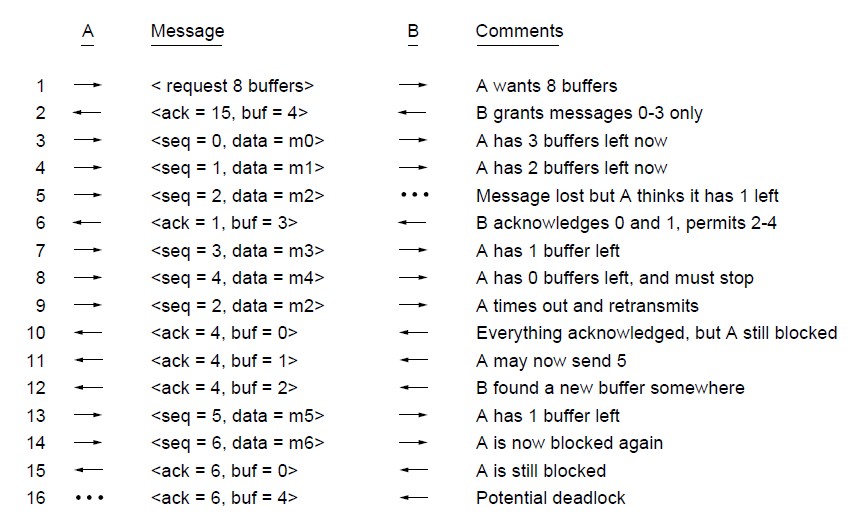 A Message B Comments
1 < request 8 buffers> A wants 8 buffers
2 <ack = 15, buf = 4> B grants messages 0-3 only
3 <seq = 0, data = m0> A has 3 buffers left now
4 <seq = 1, data = m1> A has 2 buffers left now
5 <seq = 2, data = m2> ••• Message lost but A thinks it has 1 left
6 <ack = 1, buf = 3> B acknowledges 0 and 1, permits 2-4
7 <seq = 3, data = m3> A has 1 buffer left
8 <seq = 4, data = m4> A has 0 buffers left, and must stop
9 <seq = 2, data = m2> A times out and retransmits
10 <ack = 4, buf = 0> Everything acknowledged, but A still blocked
11 <ack = 4, buf = 1> A may now send 5
12 <ack = 4, buf = 2> B found a new buffer somewhere
13 <seq = 5, data = m5> A has 1 buffer left
14 <seq = 6, data = m6> A is now blocked again
15 <ack = 6, buf = 0> A is still blocked
16 ••• <ack = 6, buf = 4> Potential deadlock